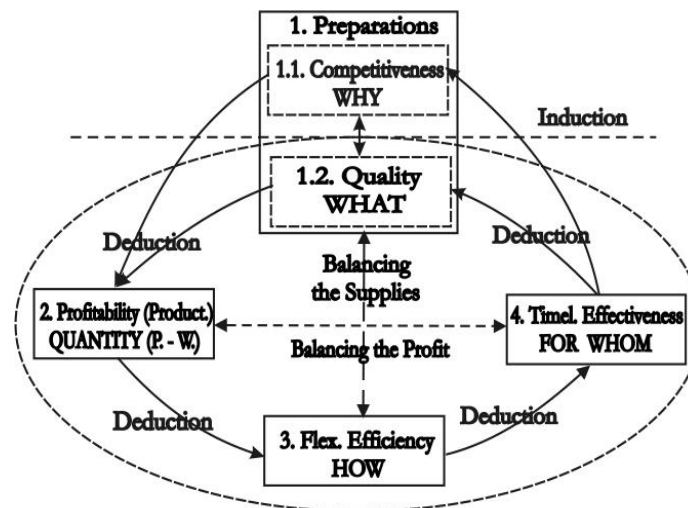 1. Preparations
1.1. Competitiveness
WHY
Induction
1.2. Quality
WHAT
Deduction
Deduction
Balancing
the Supplies
2. Profitability (Product.)
QUANTITY (P. - W.)
4. Timel. Effectiveness
FOR WHOM
Balancing the Profit
Deduction
Deduction
3. Flex. Efficiency
HOW